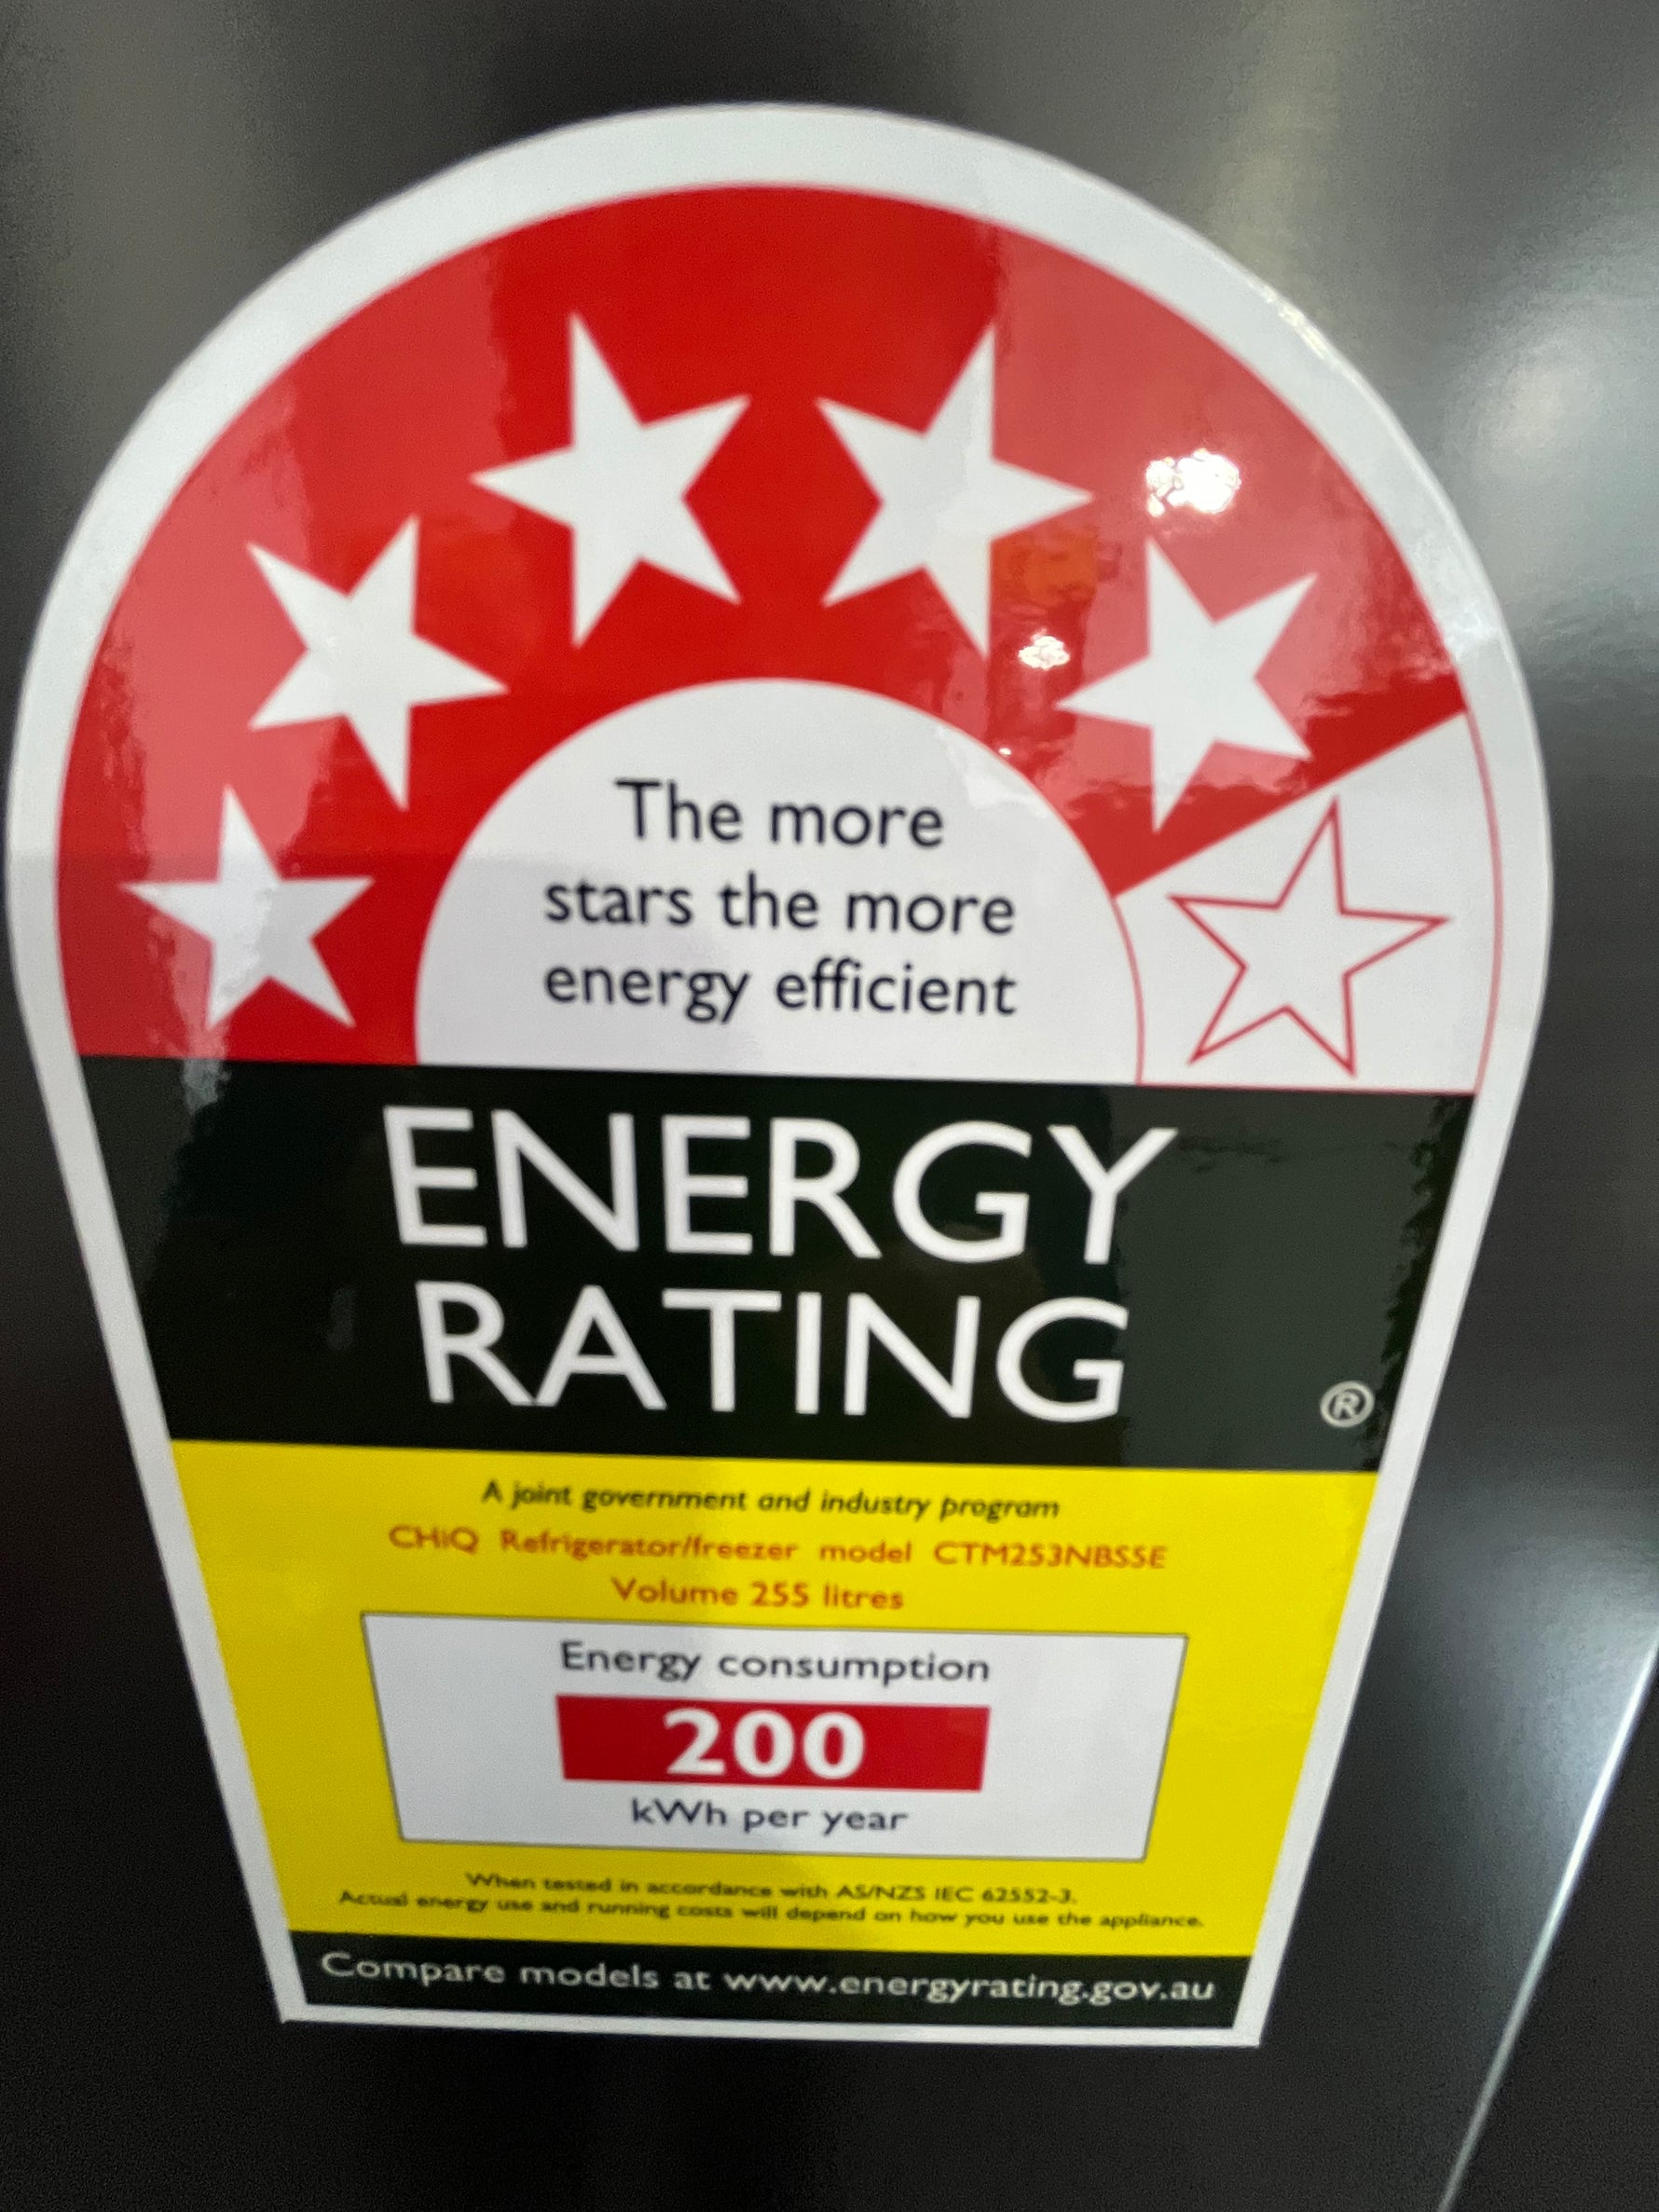 The more
stars the more
energy efficient
ENERGY
RATING
®
A joint government and industry program
CHiQ Refrigerator/freezer model CTM253NBSSE
Volume 255 litres
Energy consumption
200
kWh per year
When tested in accordance with AS/NZS IEC 62552-3.
Actual energy use and running costs will depend on how you use the appliance.
Compare models at www.energyrating.gov.au